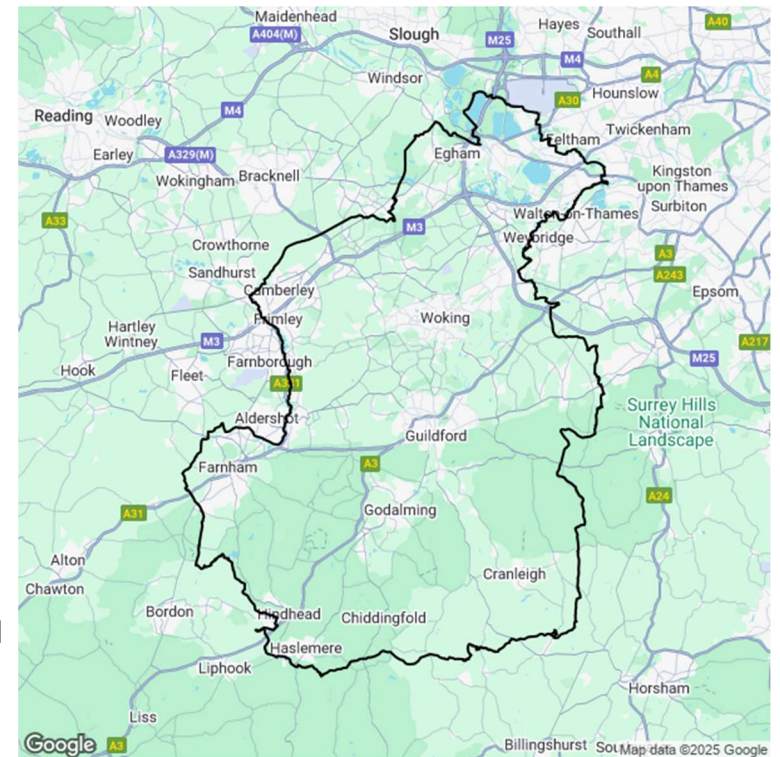 Maidenhead
A404(M)
Slough
M25
Hayes
Southall
A40
M4
A4
Windsor
A30
Hounslow
Reading
Woodley
M4
Feltham
Twickenham
Earley
A329(M)
Egham
Wokingham
Bracknell
Kingston
upon Thames
A33
M3
Walton-on-Thames
Surbiton
Weybridge
Crowthorne
A3
A243
Sandhurst
Camberley
Epsom
Frimley
Woking
Hartley
Wintney
M3
A217
M25
Farnborough
Hook
Fleet
A331
Surrey Hills
National
Landscape
Aldershot
Guildford
Farnham
A3
A24
A31
Godalming
Alton
Chawton
Cranleigh
Bordon
Hindhead
Chiddingfold
Haslemere
Liphook
Horsham
Liss
Google
A3
Billingshurst
Map data ©2025 Google